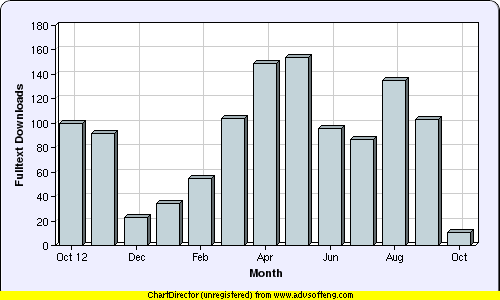 180
160
140
120
100
80
60
40
20
0
Fulltext Downloads
Oct 12 Dec Feb Apr Jun Aug Oct
Month
ChartDirector (unregistered) from www.advsofteng.com